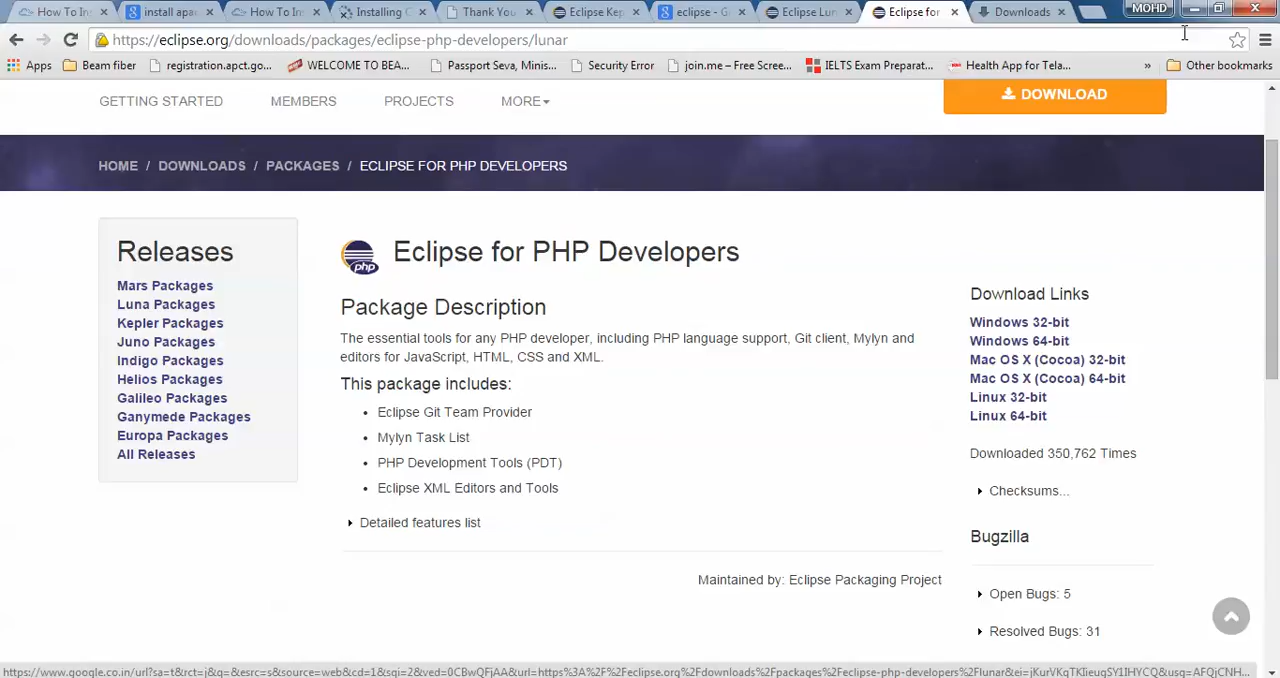 How To In
install apa
How To In
Installing C
Thank You
Eclipse Kep
eclipse - G
Eclipse Lun
Eclipse for
Downloads
MOHD
https://eclipse.org/downloads/packages/eclipse-php-developers/lunar
Apps
Beam fiber
registration.apct.go...
WELCOME TO BEA...
Passport Seva, Minis...
Security Error
join.me – Free Scree...
IELTS Exam Preparat...
Health App for Tela...
»
Other bookmarks
GETTING STARTED
MEMBERS
PROJECTS
MORE
DOWNLOAD
HOME / DOWNLOADS / PACKAGES / ECLIPSE FOR PHP DEVELOPERS
Releases
Mars Packages
Luna Packages
Kepler Packages
Juno Packages
Indigo Packages
Helios Packages
Galileo Packages
Ganymede Packages
Europa Packages
All Releases
php
Eclipse for PHP Developers
Package Description
The essential tools for any PHP developer, including PHP language support, Git client, Mylyn and
editors for JavaScript, HTML, CSS and XML.
This package includes:
• Eclipse Git Team Provider
• Mylyn Task List
• PHP Development Tools (PDT)
• Eclipse XML Editors and Tools
Detailed features list
Maintained by: Eclipse Packaging Project
Download Links
Windows 32-bit
Windows 64-bit
Mac OS X (Cocoa) 32-bit
Mac OS X (Cocoa) 64-bit
Linux 32-bit
Linux 64-bit
Downloaded 350,762 Times
Checksums...
Bugzilla
Open Bugs: 5
Resolved Bugs: 31